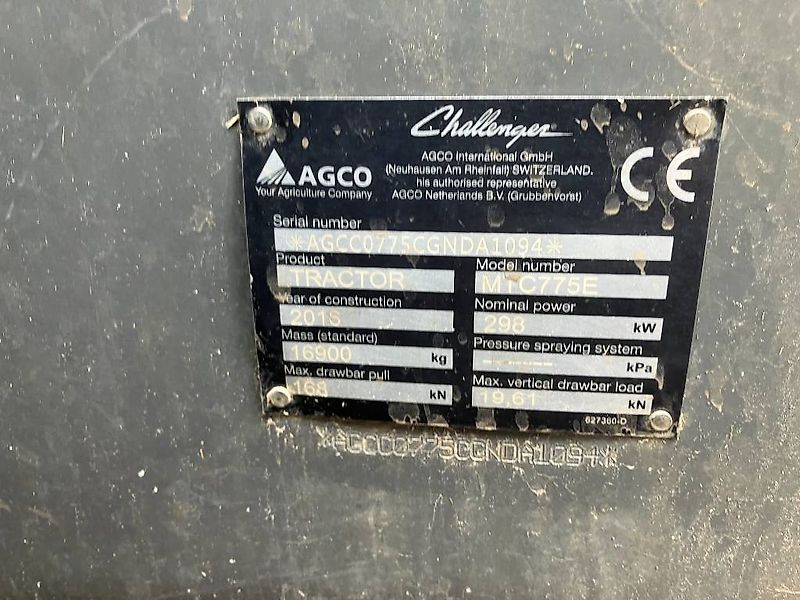 Challenger
AGCO
Your Agriculture Company
AGCO International GmbH
(Neuhausen Am Rheinfall) SWITZERLAND.
his authorised representative
AGCO Netherlands B.V. (Grubbenvorst)
CE
Serial number
*AGCC0775CGNDA1094*
Product
TRACTOR
Model number
MTC775E
Year of construction
Nominal power
298 kW
Mass (standard)
16900 kg
Pressure spraying system
------ kPa
Max. drawbar pull
168 kN
Max. vertical drawbar load
19,61 kN
627360-D
*AGCC0775CGNDA1094*